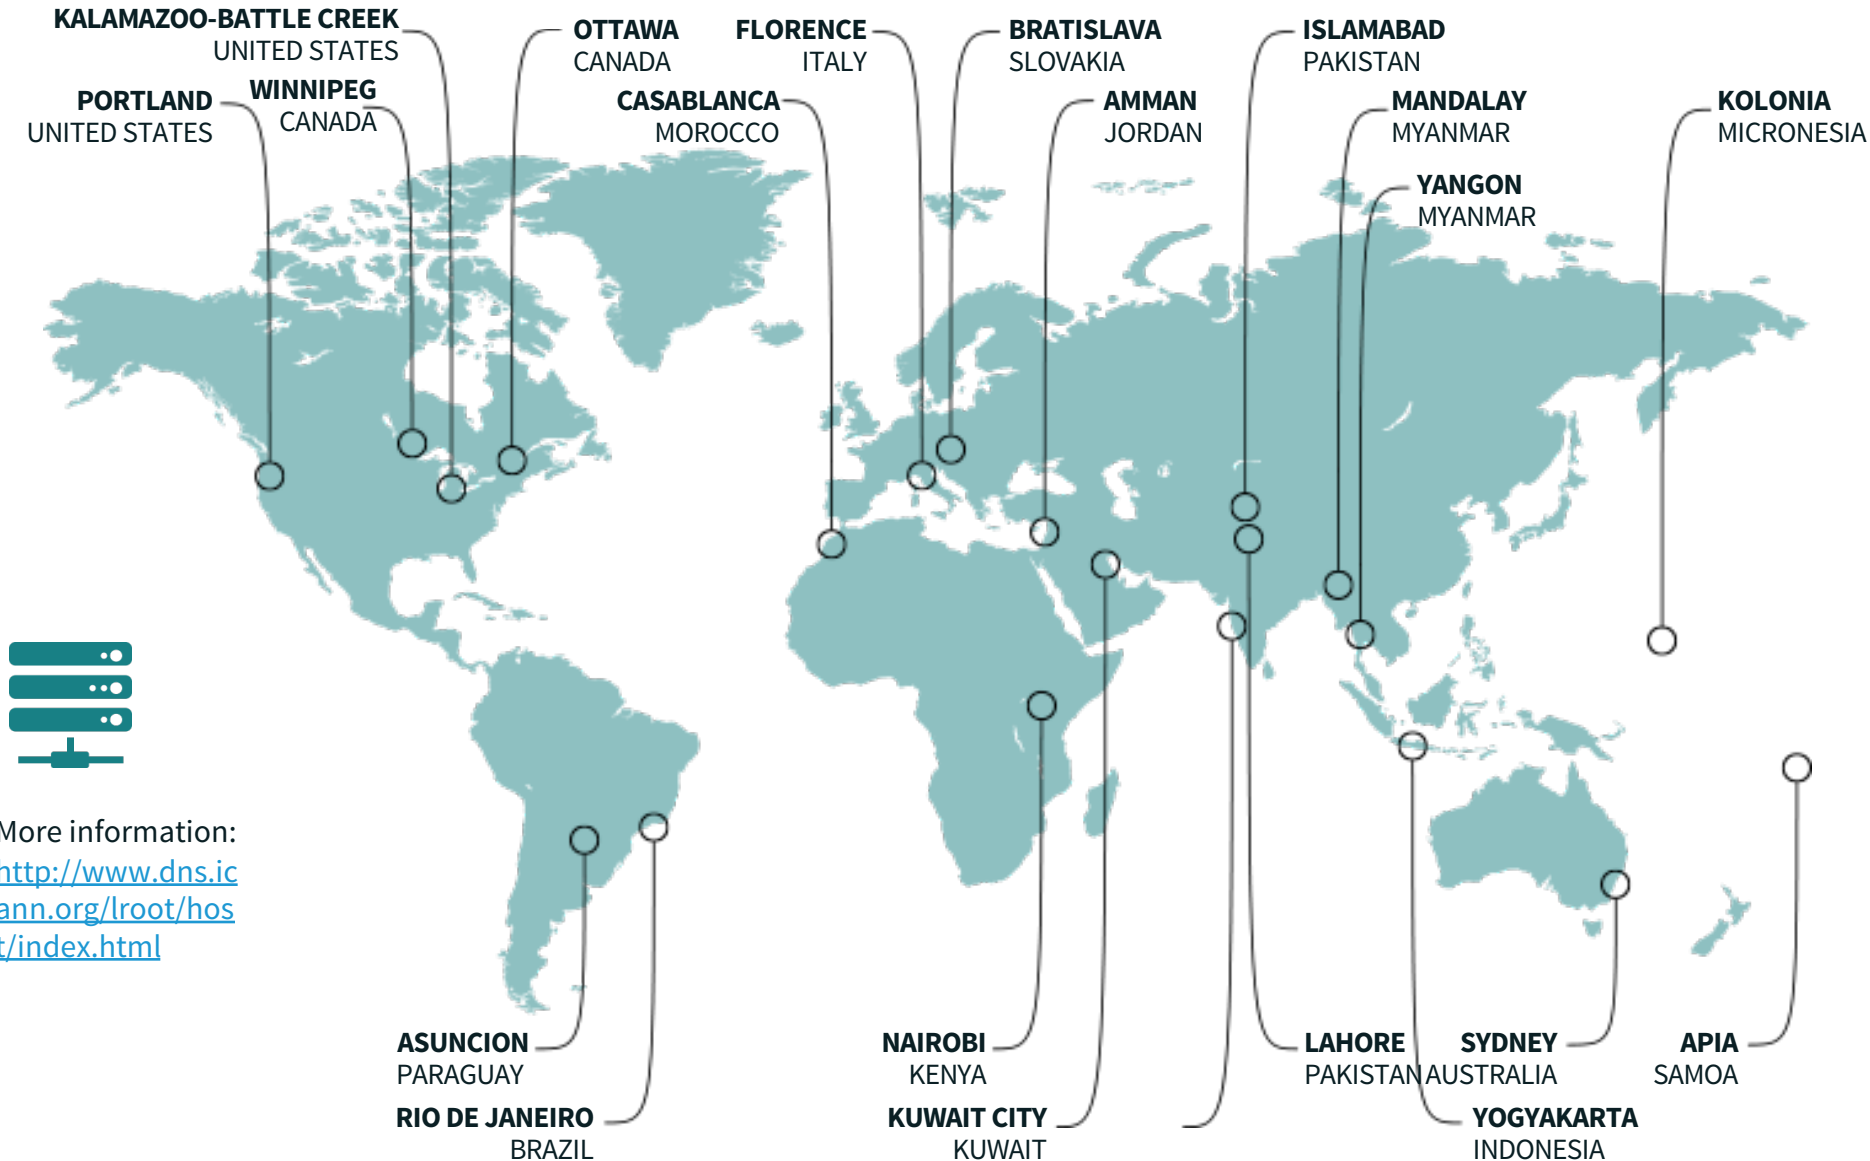 KALAMAZOO-BATTLE CREEK
UNITED STATES
OTTAWA
CANADA
FLORENCE
ITALY
BRATISLAVA
SLOVAKIA
ISLAMABAD
PAKISTAN
PORTLAND
UNITED STATES
WINNIPEG
CANADA
CASABLANCA
MOROCCO
AMMAN
JORDAN
MANDALAY
MYANMAR
KOLONIA
MICRONESIA
YANGON
MYANMAR
More information:
http://www.dns.ic
ann.org/lroot/hos
t/index.html
ASUNCION
PARAGUAY
NAIROBI
KENYA
LAHORE
PAKISTAN
SYDNEY
AUSTRALIA
APIA
SAMOA
RIO DE JANEIRO
BRAZIL
KUWAIT CITY
KUWAIT
YOGYAKARTA
INDONESIA